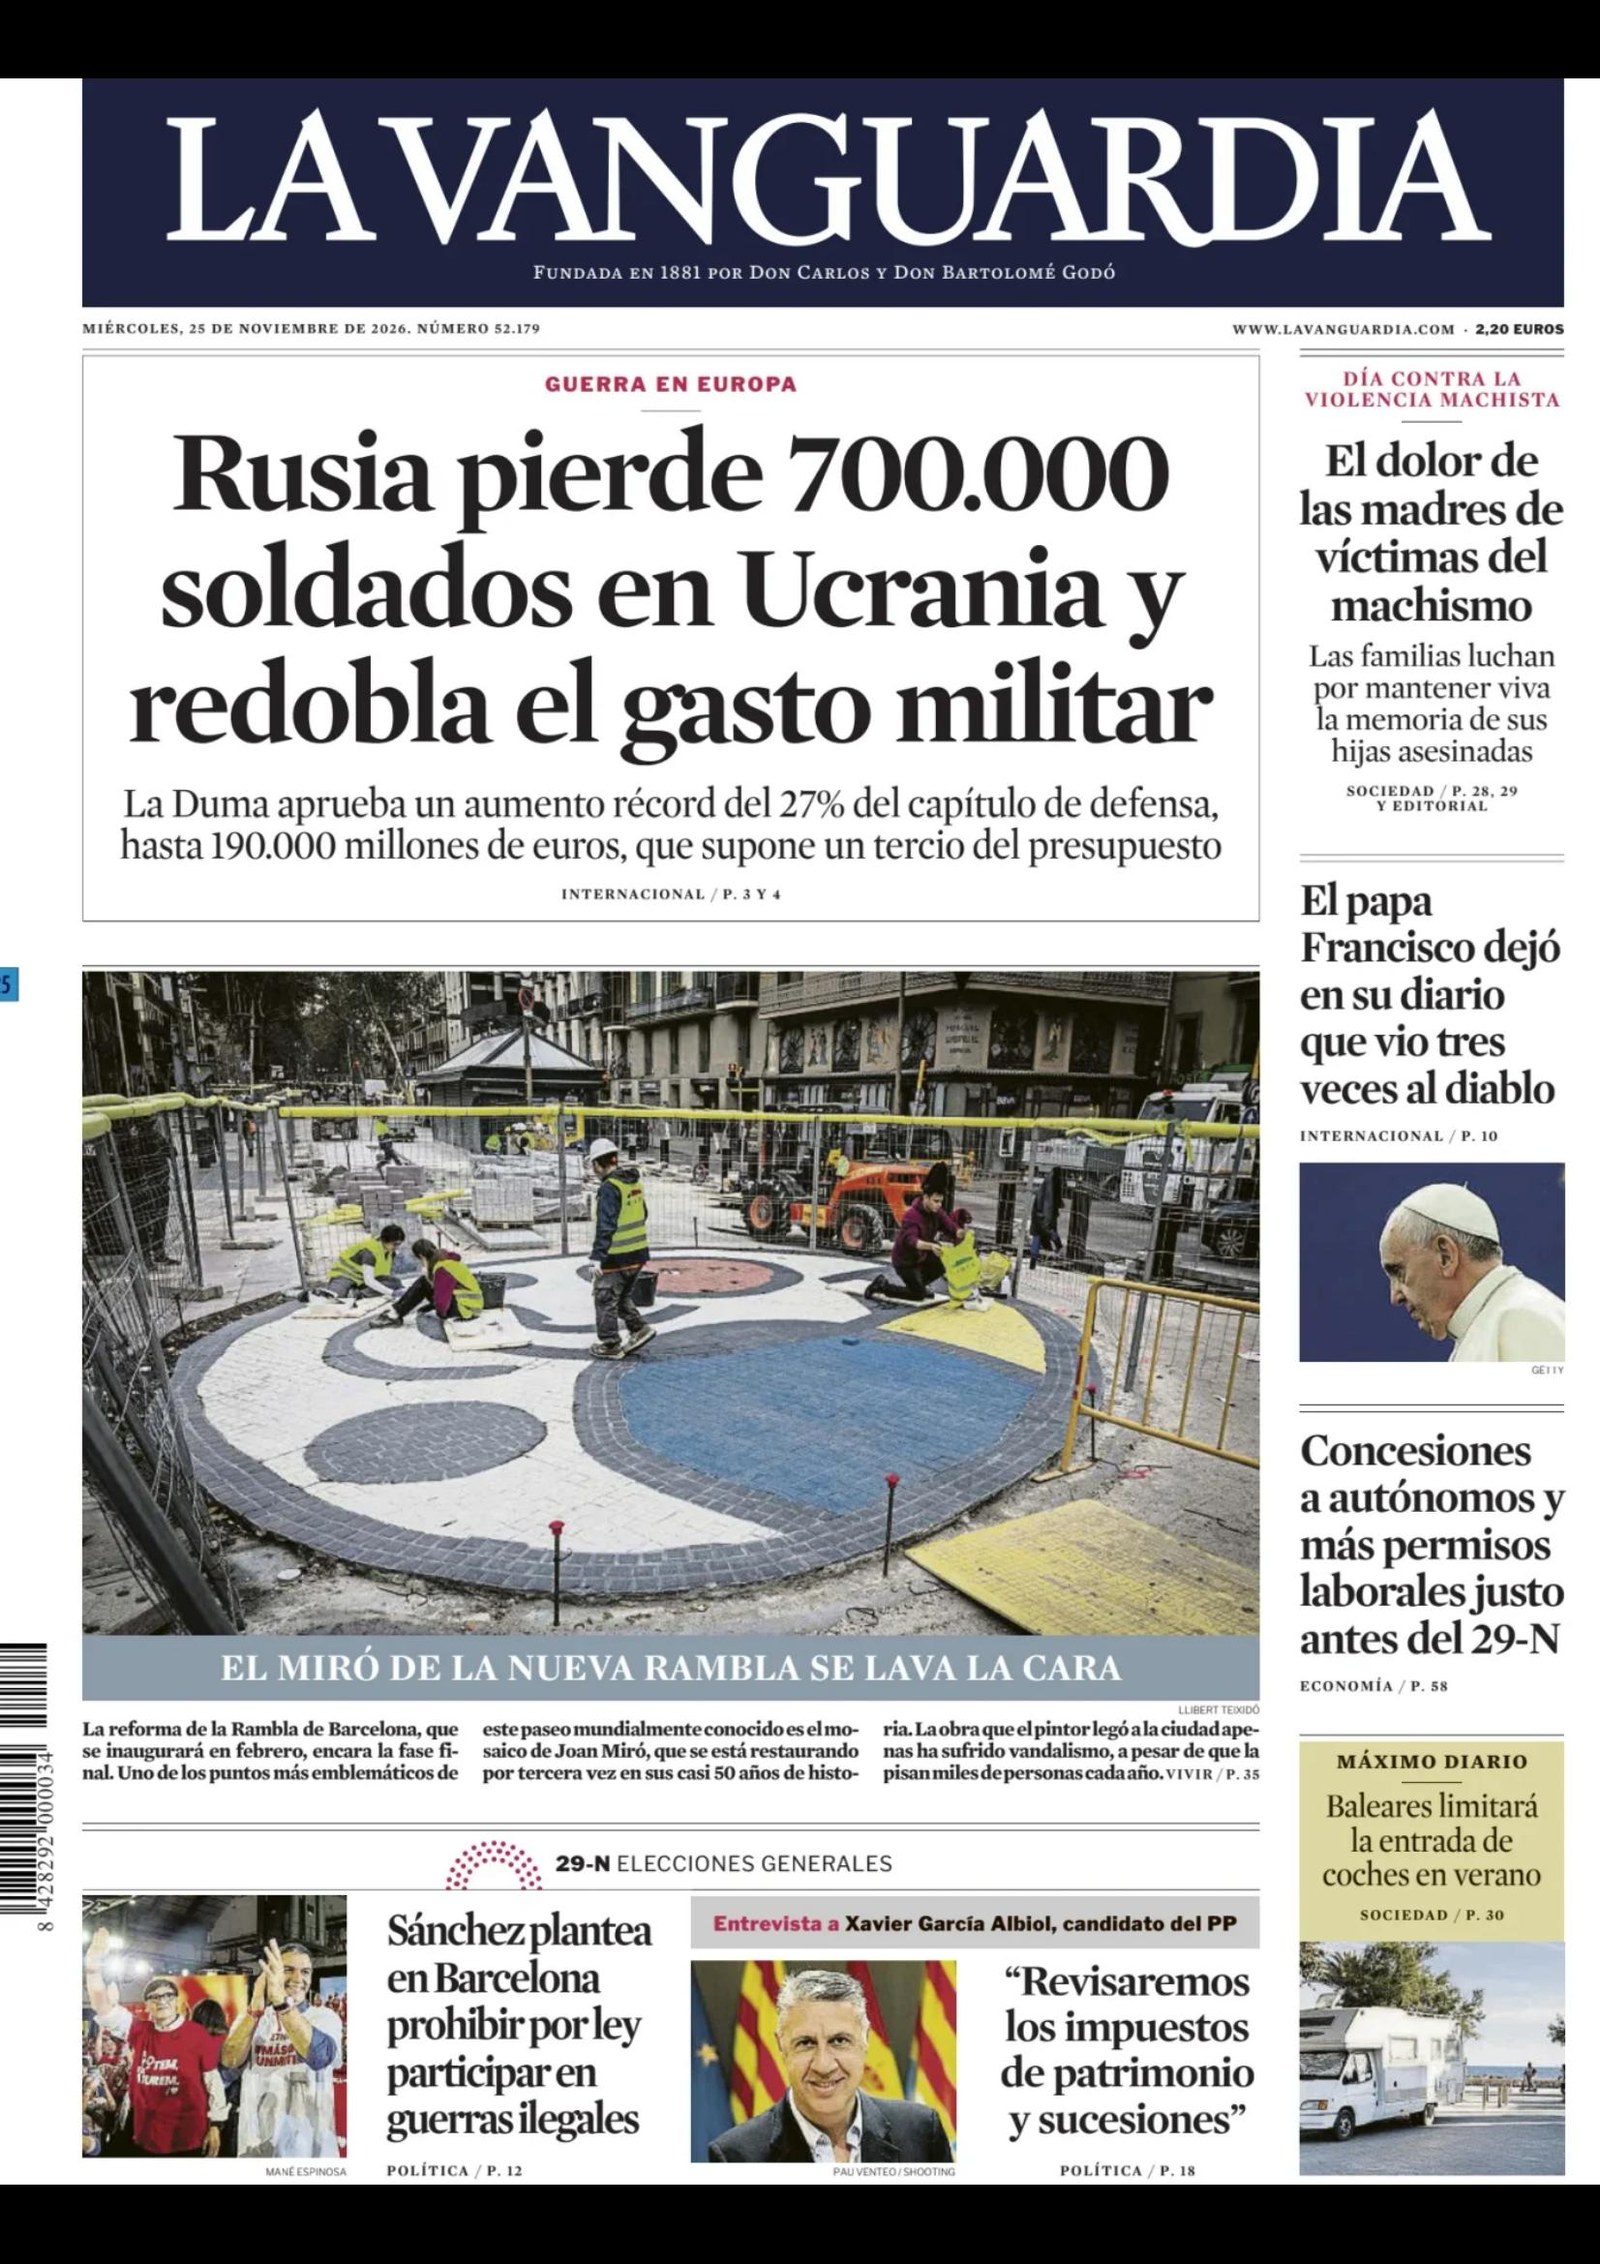 LA VANGUARDIA
FUNDADA EN 1881 POR DON CARLOS Y DON BARTOLOMÉ GODÓ
MIÉRCOLES, 25 DE NOVIEMBRE DE 2026. NÚMERO 52.179
WWW.LAVANGUARDIA.COM · 2,20 EUROS
GUERRA EN EUROPA
Rusia pierde 700.000
soldados en Ucrania y
redobla el gasto militar
La Duma aprueba un aumento récord del 27% del capítulo de defensa,
hasta 190.000 millones de euros, que supone un tercio del presupuesto
INTERNACIONAL / P. 3 Y 4
DÍA CONTRA LA
VIOLENCIA MACHISTA
El dolor de
las madres de
víctimas del
machismo
Las familias luchan
por mantener viva
la memoria de sus
hijas asesinadas
SOCIEDAD / P. 28, 29
Y EDITORIAL
El papa
Francisco dejó
en su diario
que vio tres
veces al diablo
INTERNACIONAL / P. 10
GETTY
Concesiones
a autónomos y
más permisos
laborales justo
antes del 29-N
ECONOMÍA / P. 58
MÁXIMO DIARIO
Baleares limitará
la entrada de
coches en verano
SOCIEDAD / P. 30
5
EL MIRÓ DE LA NUEVA RAMBLA SE LAVA LA CARA
LLIBERT TEIXIDÓ
La reforma de la Rambla de Barcelona, que
se inaugurará en febrero, encara la fase fi-
nal. Uno de los puntos más emblemáticos de
este paseo mundialmente conocido es el mo-
saico de Joan Miró, que se está restaurando
por tercera vez en sus casi 50 años de histo-
ria. La obra que el pintor legó a la ciudad ape-
nas ha sufrido vandalismo, a pesar de que la
pisan miles de personas cada año. VIVIR / P. 35
8 428292 000034
29-N ELECCIONES GENERALES
Sánchez plantea
en Barcelona
prohibir por ley
participar en
guerras ilegales
MANÉ ESPINOSA
POLÍTICA / P. 12
Entrevista a Xavier García Albiol, candidato del PP
"Revisaremos
los impuestos
de patrimonio
y sucesiones"
PAU VENTEO / SHOOTING
POLÍTICA / P. 18